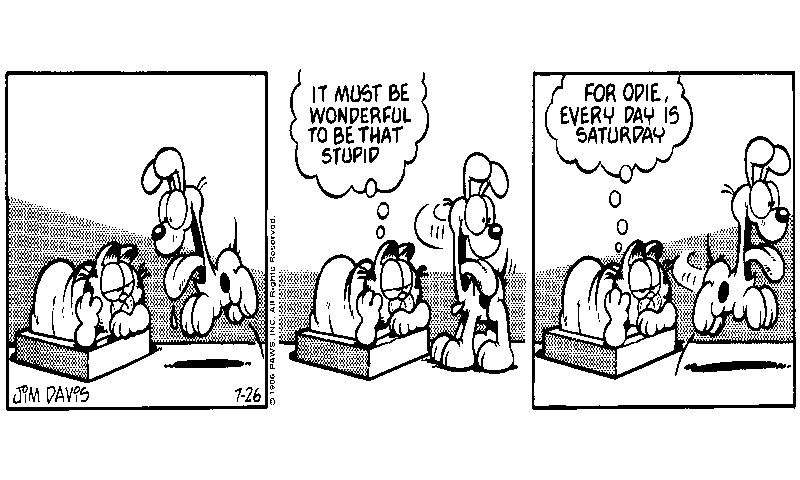 JIM DAVIS
7-26
© 1986 PAWS, INC. All Rights Reserved.
IT MUST BE
WONDERFUL
TO BE THAT
STUPID
FOR ODIE,
EVERY DAY IS
SATURDAY